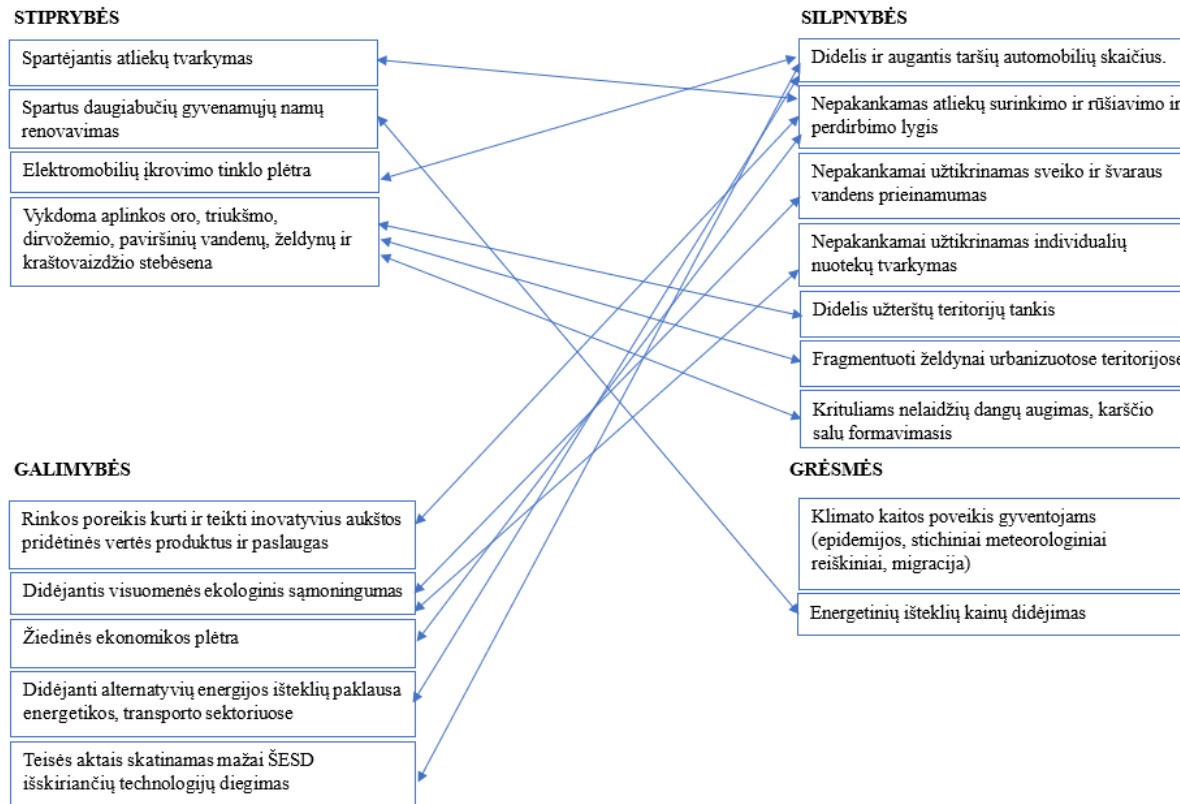 STIPRYBĖS
Spartėjantis atliekų tvarkymas
Spartus daugiabučių gyvenamųjų namų
renovavimas
Elektromobilių įkrovimo tinklo plėtra
Vykdoma aplinkos oro, triukšmo,
dirvožemio, paviršinių vandenų, želdynų ir
kraštovaizdžio stebėsena
SILPNYBĖS
Didelis ir augantis taršių automobilių skaičius.
Nepakankamas atliekų surinkimo ir rūšiavimo ir
perdirbimo lygis
Nepakankamai užtikrinamas sveiko ir švaraus
vandens prieinamumas
Nepakankamai užtikrinamas individualių
nuotekų tvarkymas
Didelis užterštų teritorijų tankis
Fragmentuoti želdynai urbanizuotose teritorijose
Krituliams nelaidžių dangų augimas, karščio
salų formavimasis
GALIMYBĖS
Rinkos poreikis kurti ir teikti inovatyvius aukštos
pridėtinės vertės produktus ir paslaugas
Didėjantis visuomenės ekologinis sąmoningumas
Žiedinės ekonomikos plėtra
Didėjanti alternatyvių energijos išteklių paklausa
energetikos, transporto sektoriuose
Teisės aktais skatinamas mažai ŠESD
išskiriančių technologijų diegimas
GRĖSMĖS
Klimato kaitos poveikis gyventojams
(epidemijos, stichiniai meteorologiniai
reiškiniai, migracija)
Energetinių išteklių kainų didėjimas